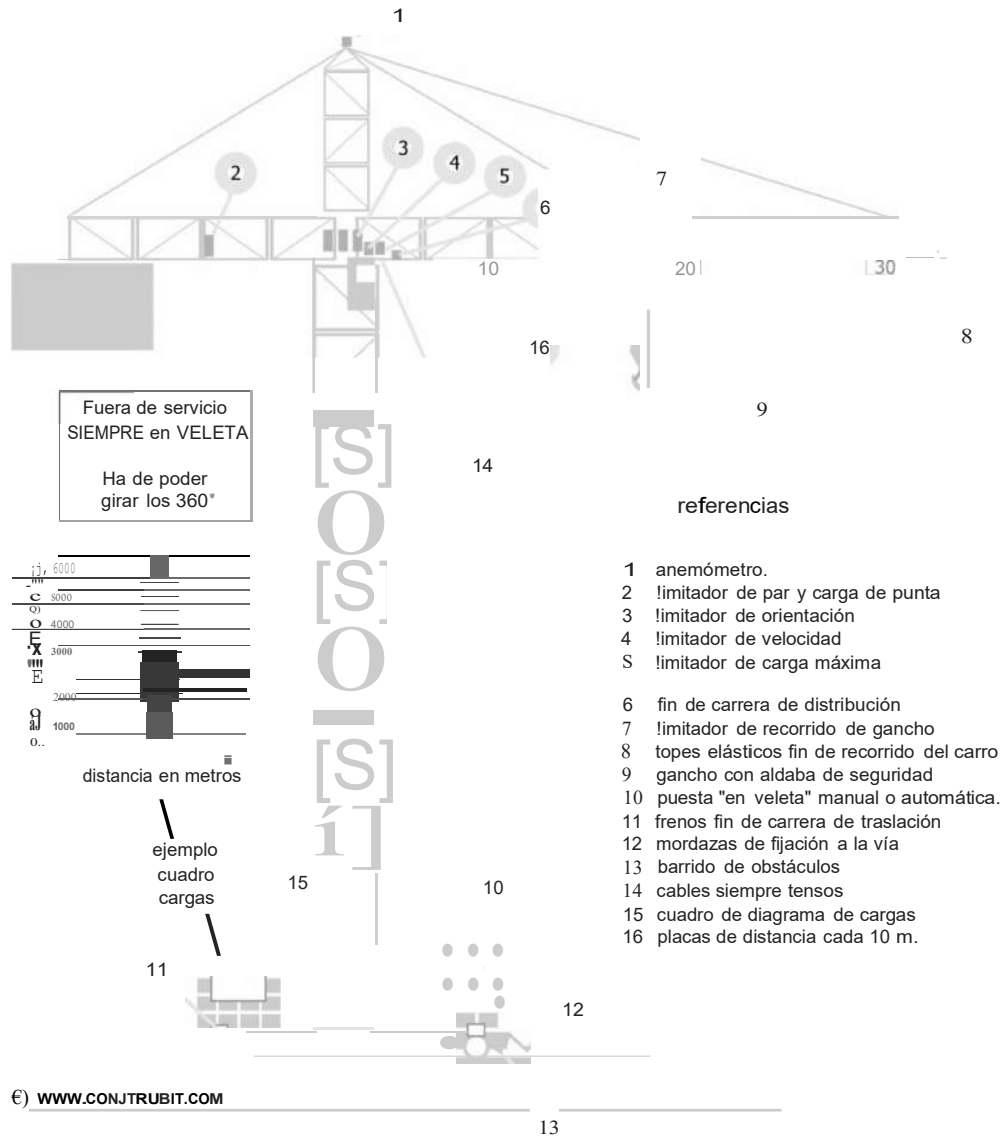 1
2
3
4
5
6
7
10
20
30
16
8
9
Fuera de servicio
SIEMPRE en VELETA
Ha de poder
girar los 360
14
[S]
O
[S]
O
[S]
í]
6000
5000
4000
3000
2000
1000
distancia en metros
ejemplo
cuadro
cargas
15
10
11
12
referencias
1 anemómetro.
2 !imitador de par y carga de punta
3 !imitador de orientación
4 !imitador de velocidad
S !imitador de carga máxima
6 fin de carrera de distribución
7 !imitador de recorrido de gancho
8 topes elásticos fin de recorrido del carro
9 gancho con aldaba de seguridad
10 puesta "en veleta" manual o automática.
11 frenos fin de carrera de traslación
12 mordazas de fijación a la vía
13 barrido de obstáculos
14 cables siempre tensos
15 cuadro de diagrama de cargas
16 placas de distancia cada 10 m.
€) WWW.CONJTRUBIT.COM
13